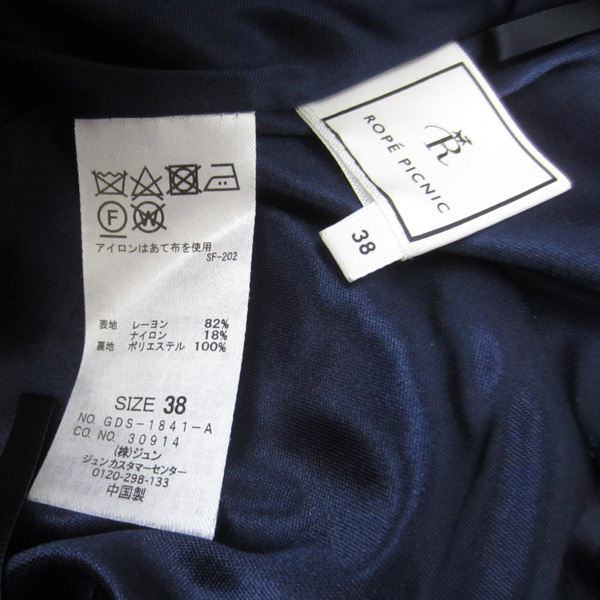 R
ROPÉ PICNIC
38
F
W
アイロンはあて布を使用
SF-202
表地 レーヨン 82%
ナイロン 18%
裏地 ポリエステル 100%
SIZE 38
NO GDS-1841-A
CO.NO 30914
(株)ジュン
ジュンカスタマーセンター
0120-298-133
中国製